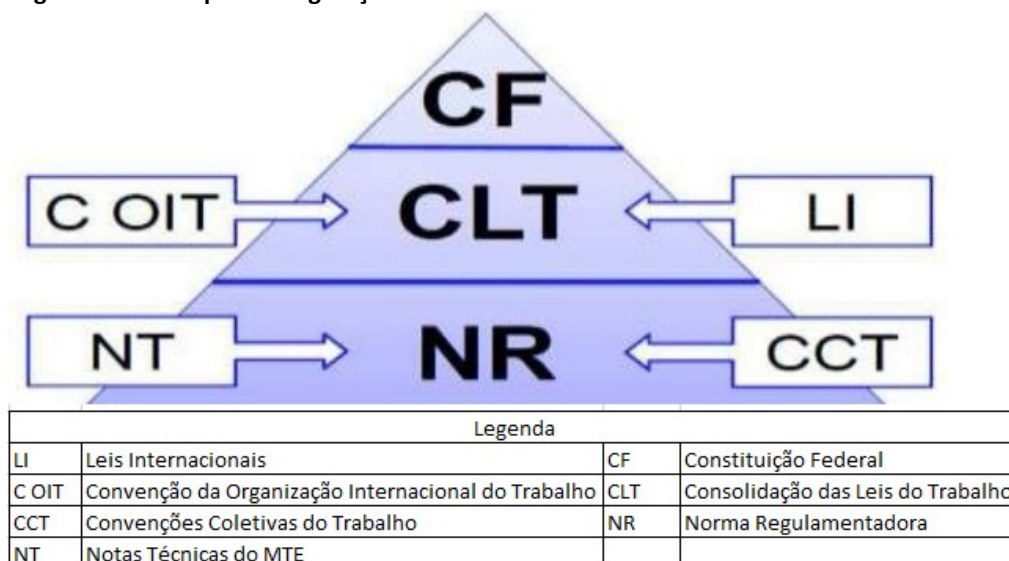 CF
C OIT CLT LI
NT NR CCT
Legenda
LI Leis Internacionais CF Constituição Federal
C OIT Convenção da Organização Internacional do Trabalho CLT Consolidação das Leis do Trabalho
CCT Convenções Coletivas do Trabalho NR Norma Regulamentadora
NT Notas Técnicas do MTE